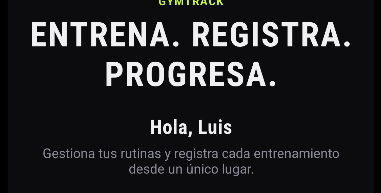 GYMTRACK
ENTRENA. REGISTRA.
PROGRESA.
Hola, Luis
Gestiona tus rutinas y registra cada entrenamiento
desde un único lugar.